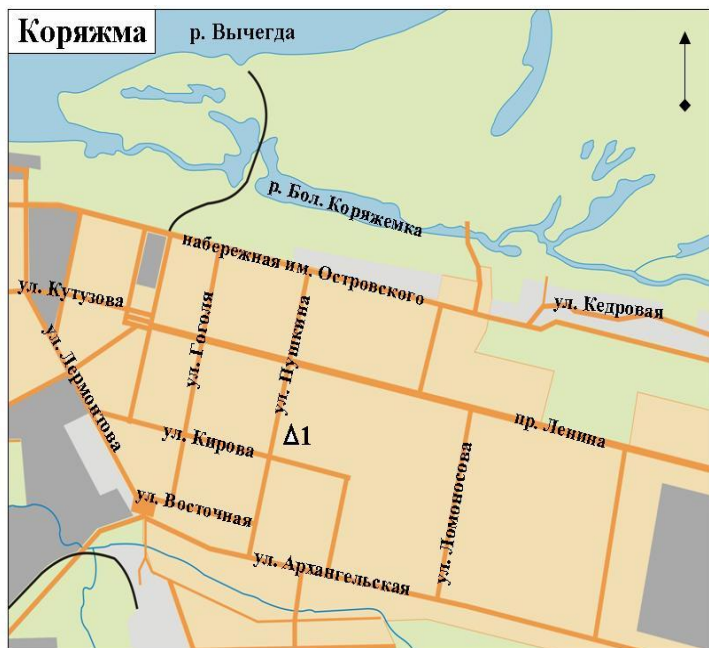 Коряжма
р. Вычегда
р. Бол. Коряжемка
набережная им. Островского
ул. Кутузова
ул. Кедровая
ул. Гоголя
ул. Пушкина
ул. Лермонтова
пр. Ленина
Δ1
ул. Кирова
ул. Ломоносова
ул. Восточная
ул. Архангельская